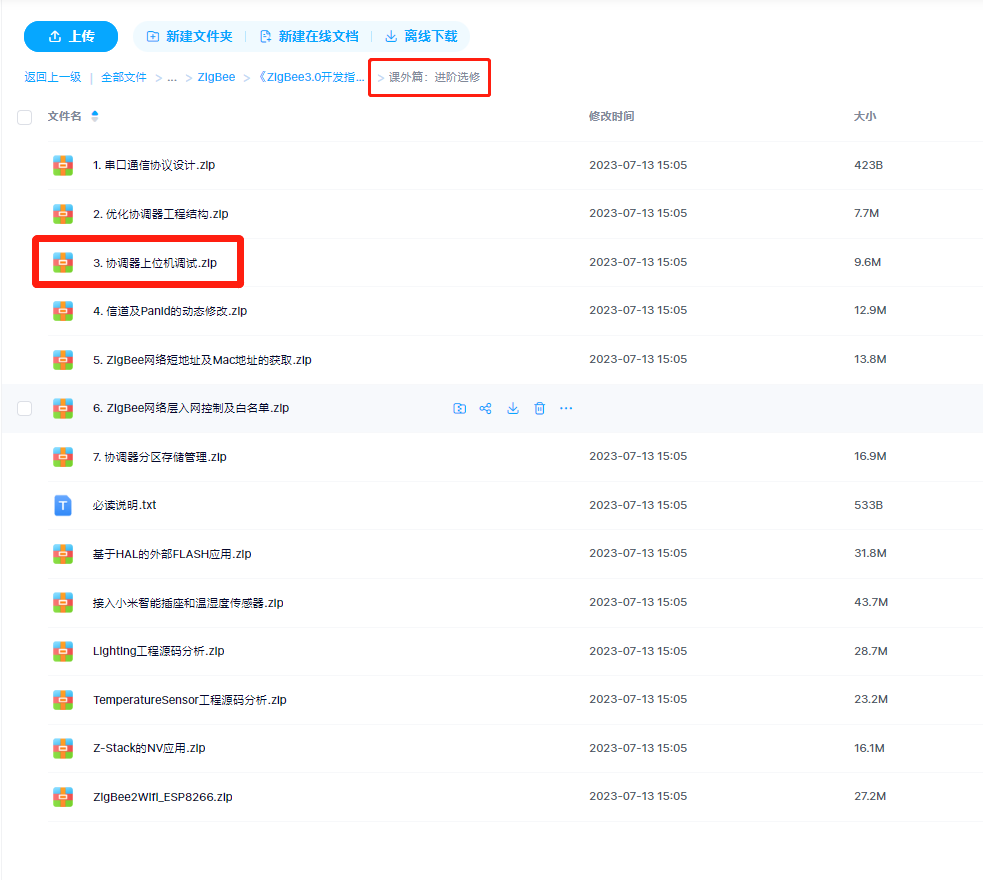 上传 新建文件夹 新建在线文档 离线下载
返回上一级 | 全部文件 > ... > ZigBee > 《ZigBee3.0开发指... > 课外篇：进阶选修
文件名 修改时间 大小
1. 串口通信协议设计.zip 2023-07-13 15:05 423B
2. 优化协调器工程结构.zip 2023-07-13 15:05 7.7M
3. 协调器上位机调试.zip 2023-07-13 15:05 9.6M
4. 信道及PanId的动态修改.zip 2023-07-13 15:05 12.9M
5. ZigBee网络短地址及Mac地址的获取.zip 2023-07-13 15:05 13.8M
6. ZigBee网络层入网控制及白名单.zip
7. 协调器分区存储管理.zip 2023-07-13 15:05 16.9M
T 必读说明.txt 2023-07-13 15:05 533B
基于HAL的外部FLASH应用.zip 2023-07-13 15:05 31.8M
接入小米智能插座和温湿度传感器.zip 2023-07-13 15:05 43.7M
Lighting工程源码分析.zip 2023-07-13 15:05 28.7M
TemperatureSensor工程源码分析.zip 2023-07-13 15:05 23.2M
Z-Stack的NV应用.zip 2023-07-13 15:05 16.1M
ZigBee2Wifi_ESP8266.zip 2023-07-13 15:05 27.2M